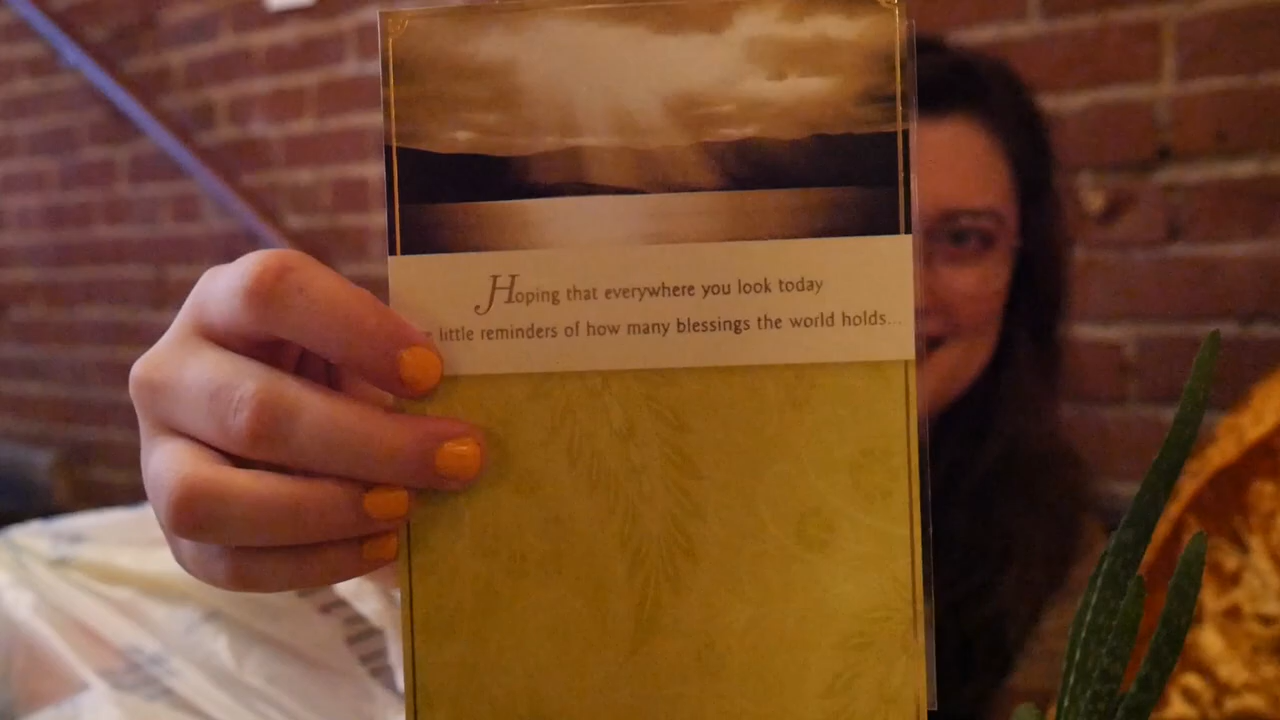 Hoping that everywhere you look today
little reminders of how many blessings the world holds...